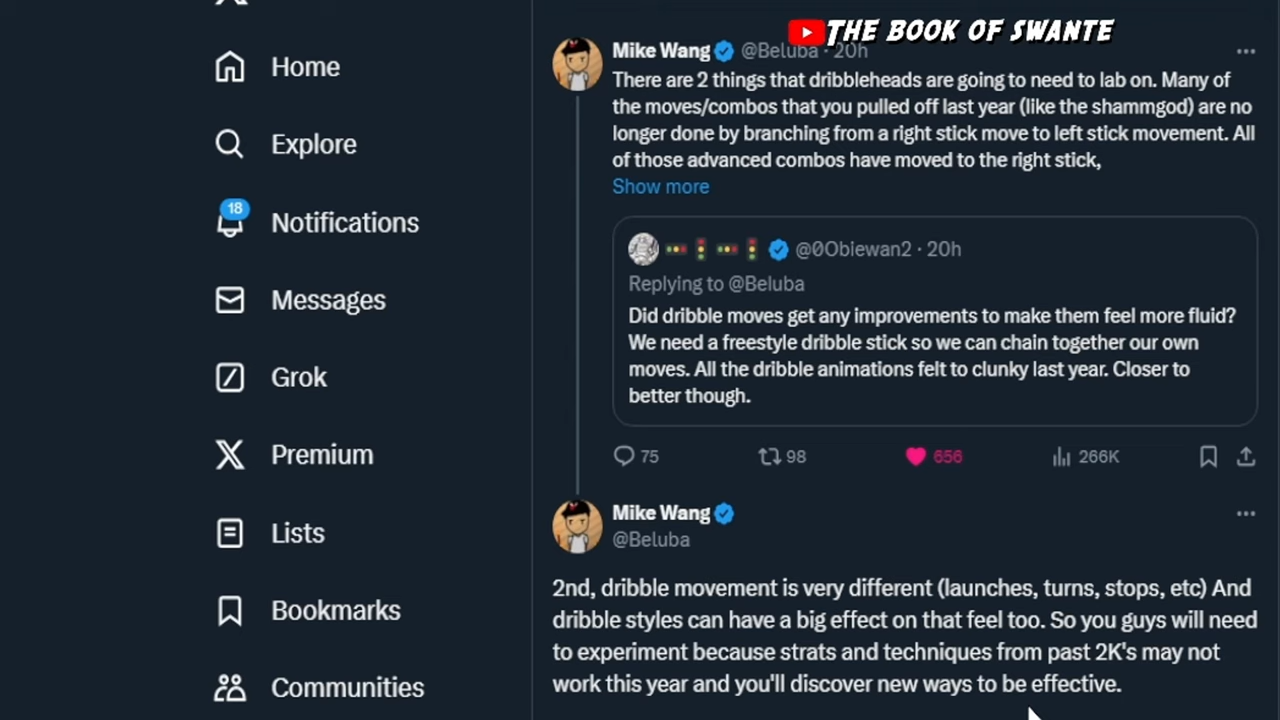 THE BOOK OF SWANTE
Home
Explore
18
Notifications
Messages
Grok
Premium
Lists
Bookmarks
Communities
Mike Wang @Beluba · 20h
There are 2 things that dribbleheads are going to need to lab on. Many of
the moves/combos that you pulled off last year (like the shammgod) are no
longer done by branching from a right stick move to left stick movement. All
of those advanced combos have moved to the right stick,
Show more
@0Obiewan2 · 20h
Replying to @Beluba
Did dribble moves get any improvements to make them feel more fluid?
We need a freestyle dribble stick so we can chain together our own
moves. All the dribble animations felt to clunky last year. Closer to
better though.
75 98 656 266K
Mike Wang
@Beluba
2nd, dribble movement is very different (launches, turns, stops, etc) And
dribble styles can have a big effect on that feel too. So you guys will need
to experiment because strats and techniques from past 2K's may not
work this year and you'll discover new ways to be effective.